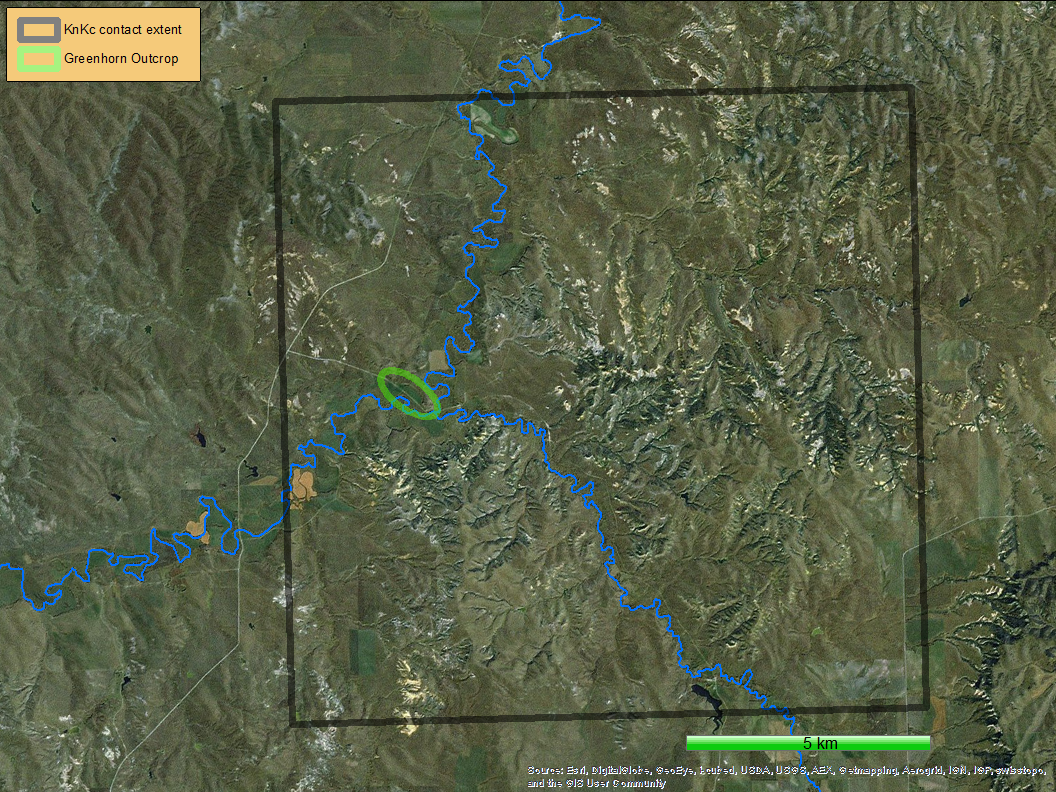 KnKc contact extent
Greenhorn Outcrop
5 km
Source: Esri, DigitalGlobe, GeoEye, i-cubed, USDA, USGS, AEX, Getmapping, Aerogrid, IGN, IGP, swisstopo,
and the GIS User Community